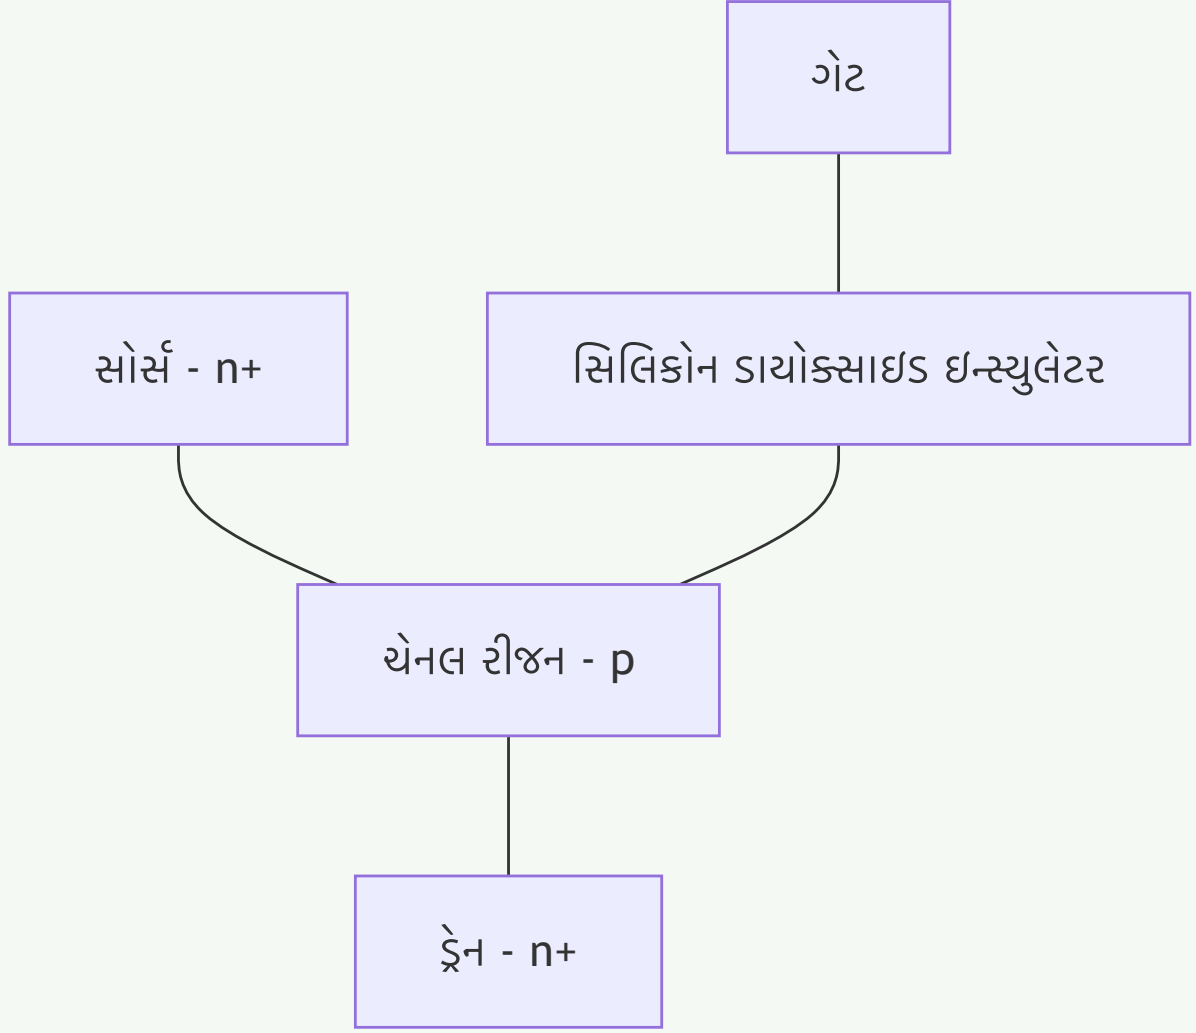 ગેટ
સોર્સ - n+
સિલિકોન ડાયોક્સાઇડ ઇન્સ્યુલેટર
ચેનલ રીજન - p
ડ્રેન - n+